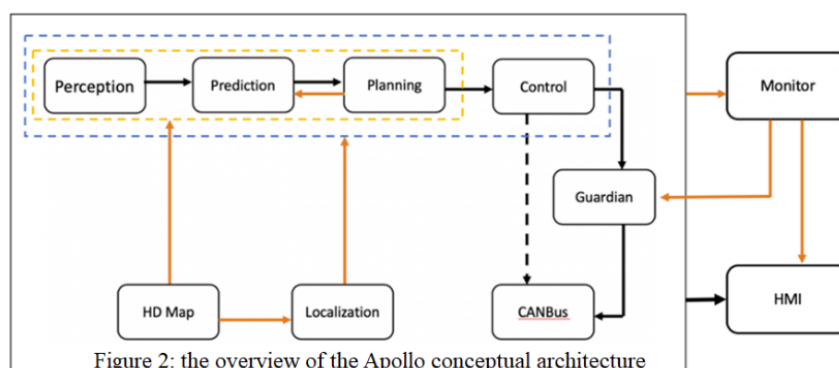 Perception
Prediction
Planning
Control
Monitor
Guardian
HD Map
Localization
CANBus
HMI
Figure 2: the overview of the Apollo conceptual architecture